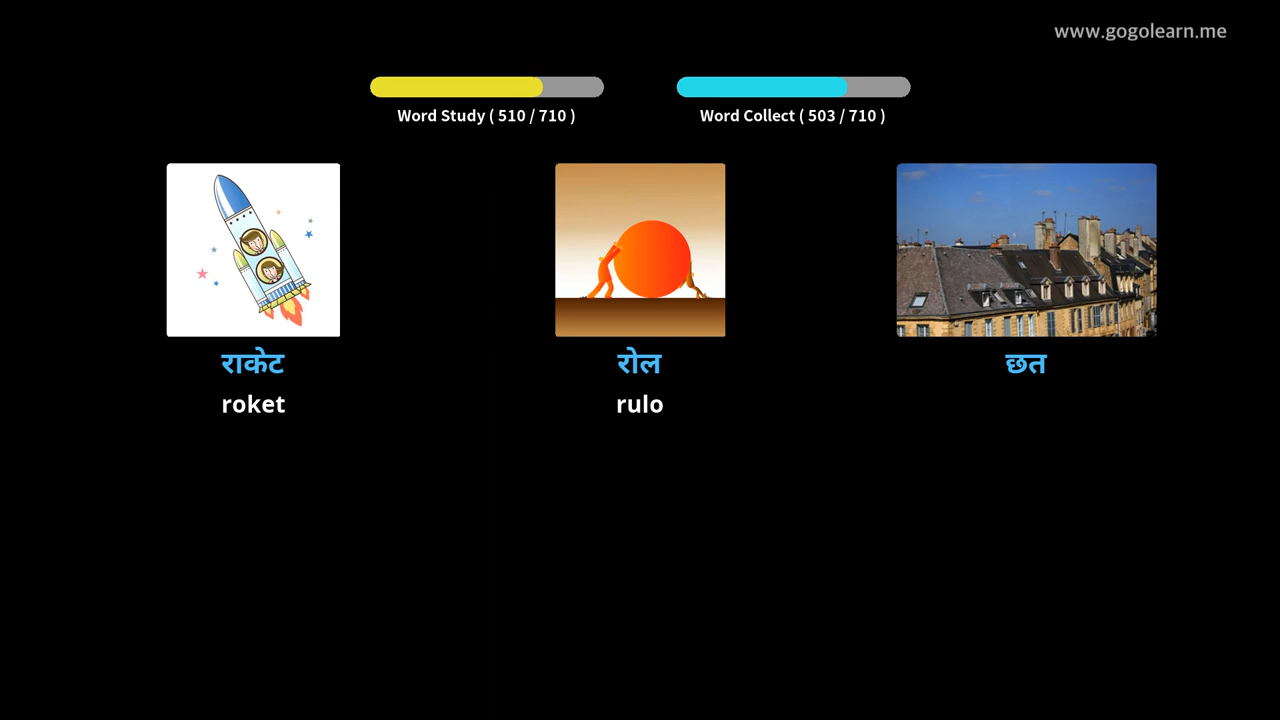 www.gogolearn.me
Word Study ( 510 / 710 )
Word Collect ( 503 / 710 )
राकेट
रोल
छत
roket
rulo